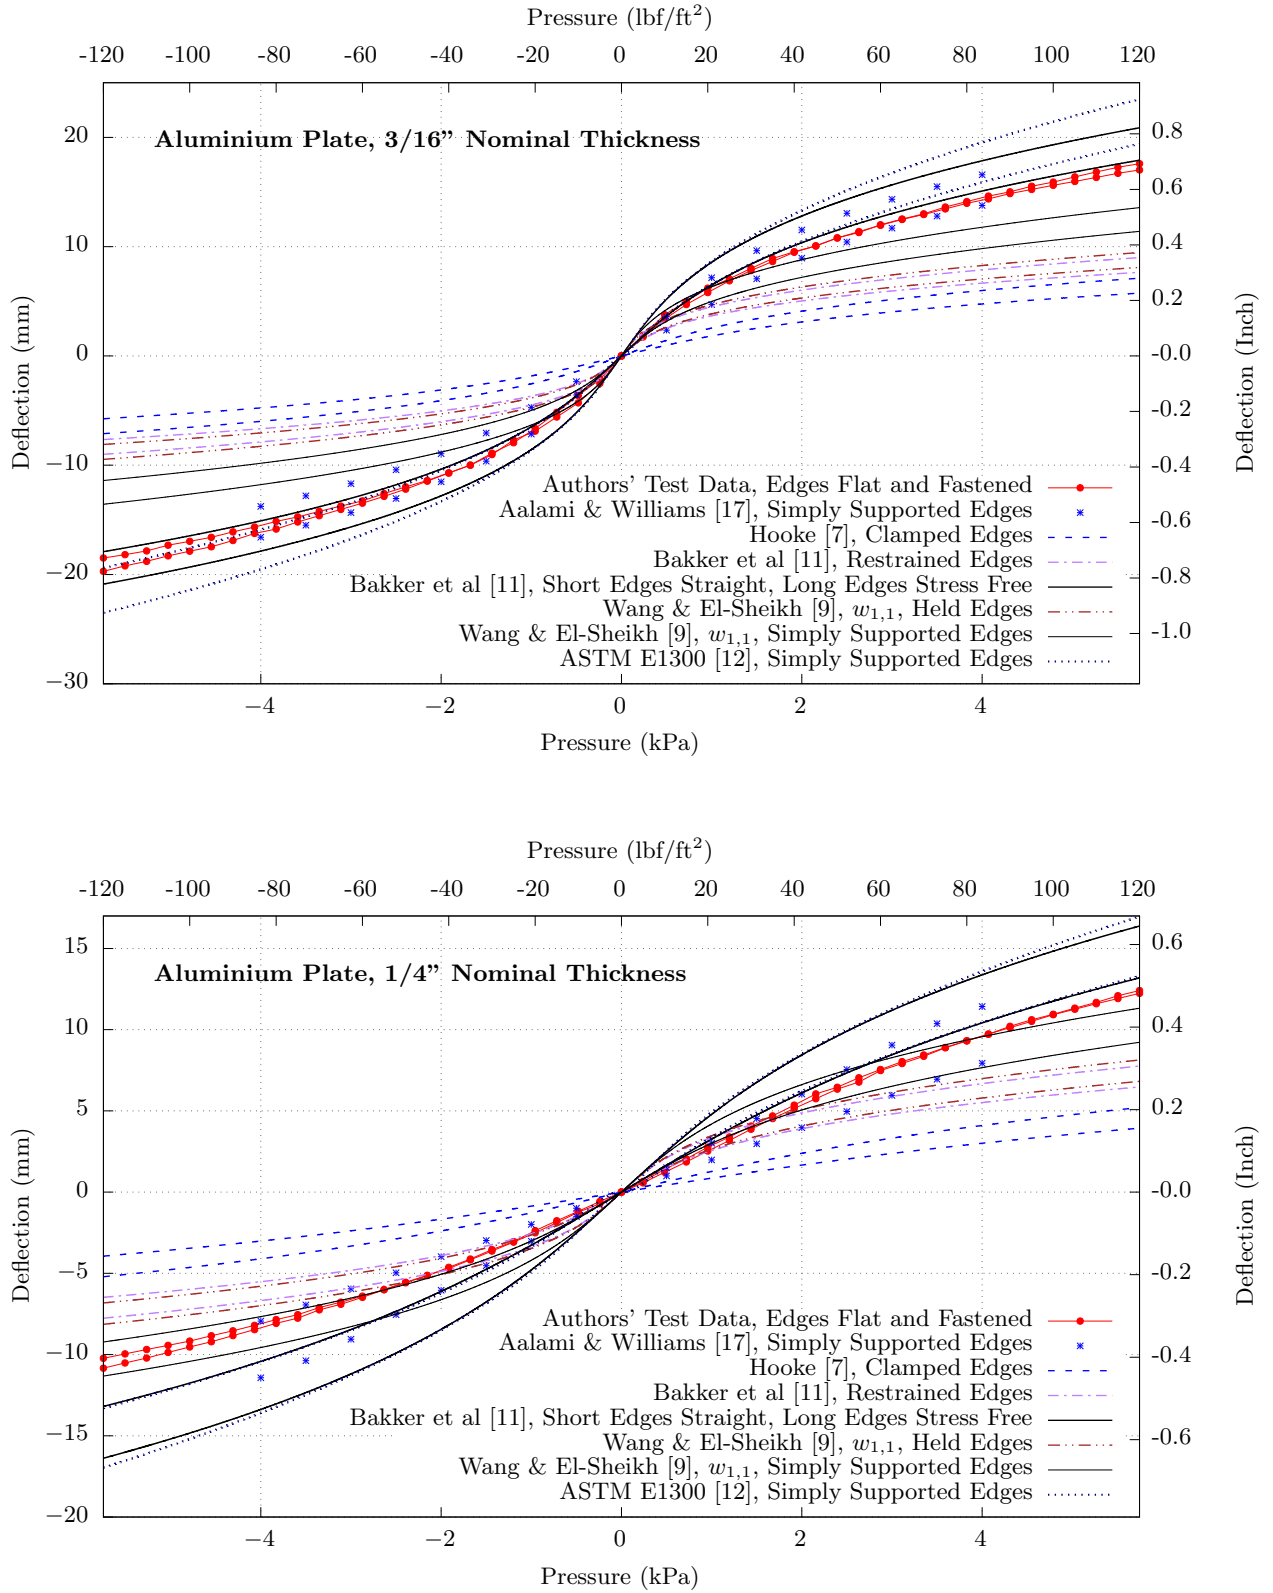 Pressure (lbf/ft²)
-120 -100 -80 -60 -40 -20 0 20 40 60 80 100 120
Aluminium Plate, 3/16” Nominal Thickness
20
10
0
−10
−20
−30
Deflection (mm)
0.8
0.6
0.4
0.2
-0.0
-0.2
-0.4
-0.6
-0.8
-1.0
Deflection (Inch)
Authors’ Test Data, Edges Flat and Fastened
Aalami & Williams [17], Simply Supported Edges
Hooke [7], Clamped Edges
Bakker et al [11], Restrained Edges
Bakker et al [11], Short Edges Straight, Long Edges Stress Free
Wang & El-Sheikh [9], w1,1, Held Edges
Wang & El-Sheikh [9], w1,1, Simply Supported Edges
ASTM E1300 [12], Simply Supported Edges
−4 −2 0 2 4
Pressure (kPa)
Pressure (lbf/ft²)
-120 -100 -80 -60 -40 -20 0 20 40 60 80 100 120
Aluminium Plate, 1/4” Nominal Thickness
15
10
5
0
−5
−10
−15
−20
Deflection (mm)
0.6
0.4
0.2
-0.0
-0.2
-0.4
-0.6
Deflection (Inch)
Authors’ Test Data, Edges Flat and Fastened
Aalami & Williams [17], Simply Supported Edges
Hooke [7], Clamped Edges
Bakker et al [11], Restrained Edges
Bakker et al [11], Short Edges Straight, Long Edges Stress Free
Wang & El-Sheikh [9], w1,1, Held Edges
Wang & El-Sheikh [9], w1,1, Simply Supported Edges
ASTM E1300 [12], Simply Supported Edges
−4 −2 0 2 4
Pressure (kPa)